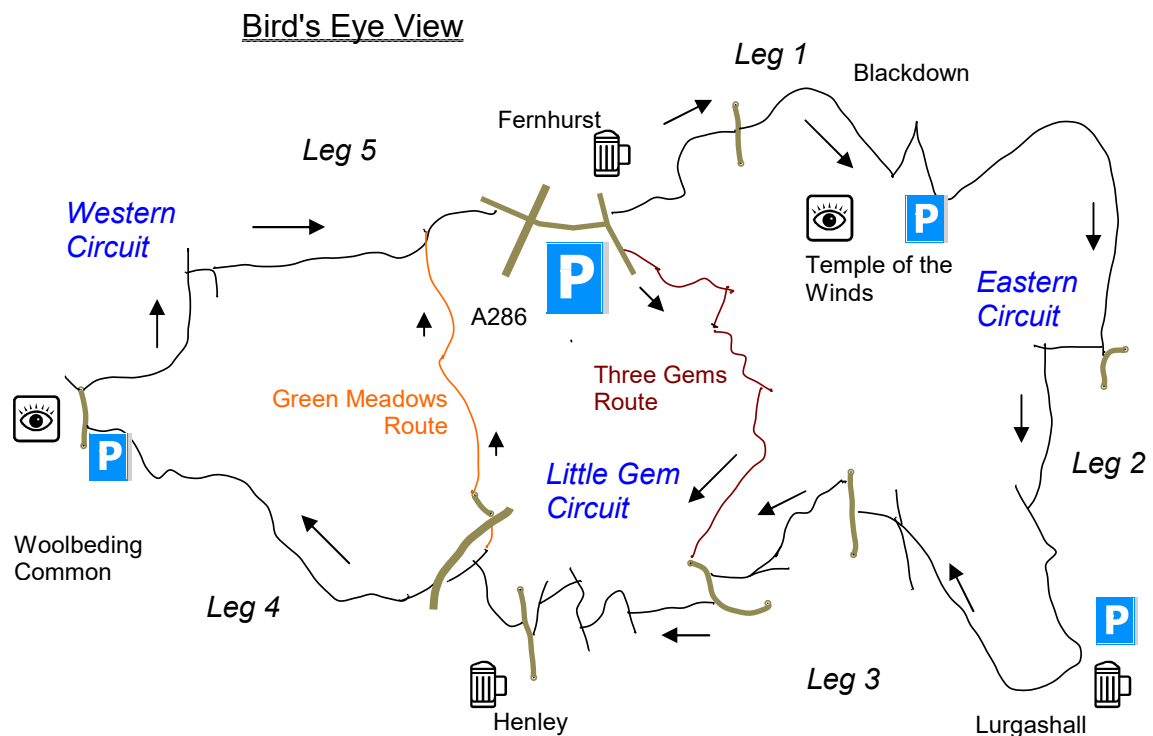 Bird's Eye View
Leg 1
Blackdown
Fernhurst
Leg 5
Western
Circuit
P
P
Temple of the
Winds
Eastern
Circuit
A286
Three Gems
Route
Green Meadows
Route
P
Little Gem
Circuit
Leg 2
Woolbeding
Common
Leg 4
P
Leg 3
Henley
Lurgashall